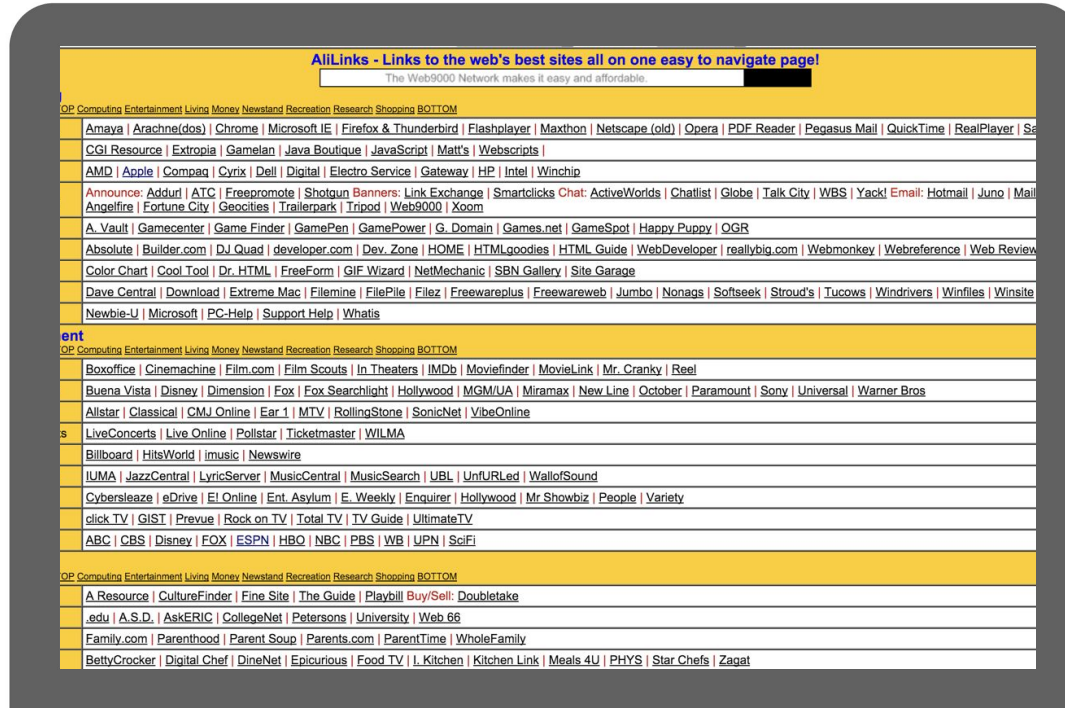 AliLinks - Links to the web's best sites all on one easy to navigate page!
The Web9000 Network makes it easy and affordable.
OP Computing Entertainment Living Money Newstand Recreation Research Shopping BOTTOM
Amaya | Arachne(dos) | Chrome | Microsoft IE | Firefox & Thunderbird | Flashplayer | Maxthon | Netscape (old) | Opera | PDF Reader | Pegasus Mail | QuickTime | RealPlayer | Sa
CGI Resource | Extropia | Gamelan | Java Boutique | JavaScript | Matt's | Webscripts |
AMD | Apple | Compaq | Cyrix | Dell | Digital | Electro Service | Gateway | HP | Intel | Winchip
Announce: Addurl | ATC | Freepromote | Shotgun Banners: Link Exchange | Smartclicks Chat: ActiveWorlds | Chatlist | Globe | Talk City | WBS | Yack! Email: Hotmail | Juno | Mail
Angelfire | Fortune City | Geocities | Trailerpark | Tripod | Web9000 | Xoom
A. Vault | Gamecenter | Game Finder | GamePen | GamePower | G. Domain | Games.net | GameSpot | Happy Puppy | OGR
Absolute | Builder.com | DJ Quad | developer.com | Dev. Zone | HOME | HTMLgoodies | HTML Guide | WebDeveloper | reallybig.com | Webmonkey | Webreference | Web Review
Color Chart | Cool Tool | Dr. HTML | FreeForm | GIF Wizard | NetMechanic | SBN Gallery | Site Garage
Dave Central | Download | Extreme Mac | Filemine | FilePile | Filez | Freewareplus | Freewareweb | Jumbo | Nonags | Softseek | Stroud's | Tucows | Windrivers | Winfiles | Winsite
Newbie-U | Microsoft | PC-Help | Support Help | Whatis
ent
OP Computing Entertainment Living Money Newstand Recreation Research Shopping BOTTOM
Boxoffice | Cinemachine | Film.com | Film Scouts | In Theaters | IMDb | Moviefinder | MovieLink | Mr. Cranky | Reel
Buena Vista | Disney | Dimension | Fox | Fox Searchlight | Hollywood | MGM/UA | Miramax | New Line | October | Paramount | Sony | Universal | Warner Bros
Allstar | Classical | CMJ Online | Ear 1 | MTV | RollingStone | SonicNet | VibeOnline
s LiveConcerts | Live Online | Pollstar | Ticketmaster | WILMA
Billboard | HitsWorld | imusic | Newswire
IUMA | JazzCentral | LyricServer | MusicCentral | MusicSearch | UBL | UnfURLed | WallofSound
Cybersleaze | eDrive | E! Online | Ent. Asylum | E. Weekly | Enquirer | Hollywood | Mr Showbiz | People | Variety
click TV | GIST | Prevue | Rock on TV | Total TV | TV Guide | UltimateTV
ABC | CBS | Disney | FOX | ESPN | HBO | NBC | PBS | WB | UPN | SciFi
OP Computing Entertainment Living Money Newstand Recreation Research Shopping BOTTOM
A Resource | CultureFinder | Fine Site | The Guide | Playbill Buy/Sell: Doubletake
.edu | A.S.D. | AskERIC | CollegeNet | Petersons | University | Web 66
Family.com | Parenthood | Parent Soup | Parents.com | ParentTime | WholeFamily
BettyCrocker | Digital Chef | DineNet | Epicurious | Food TV | I. Kitchen | Kitchen Link | Meals 4U | PHYS | Star Chefs | Zagat